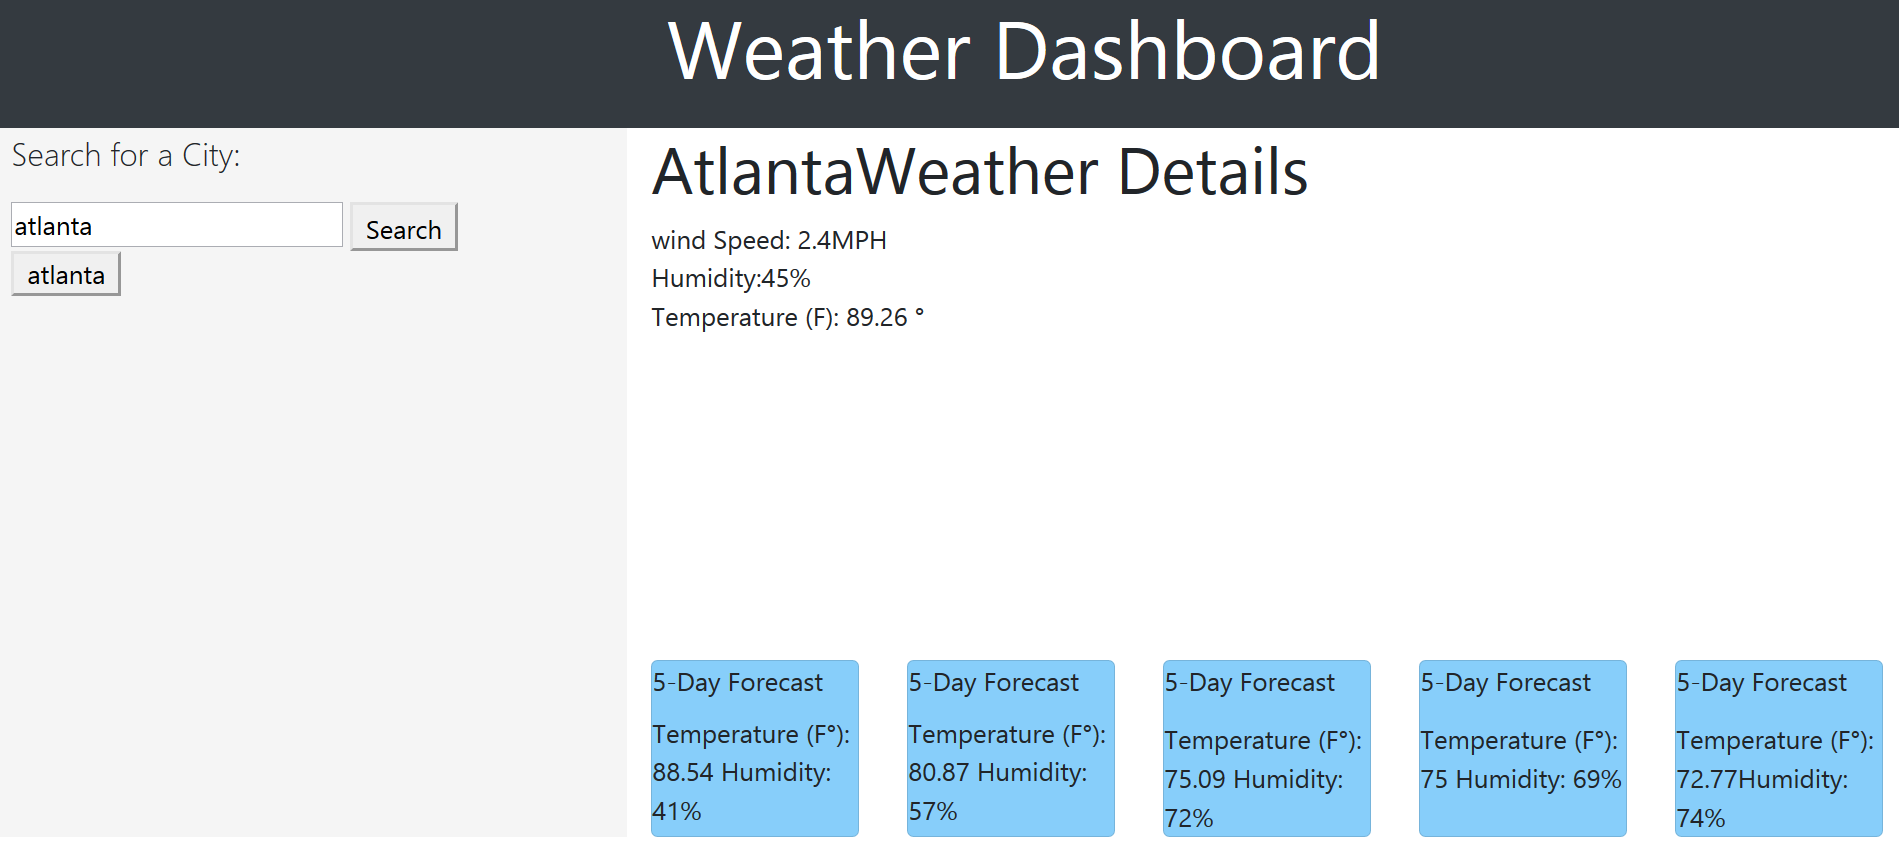 Weather Dashboard
Search for a City:
atlanta
Search
atlanta
AtlantaWeather Details
wind Speed: 2.4MPH
Humidity:45%
Temperature (F): 89.26 °
5-Day Forecast
Temperature (F°):
88.54 Humidity:
41%
5-Day Forecast
Temperature (F°):
80.87 Humidity:
57%
5-Day Forecast
Temperature (F°):
75.09 Humidity:
72%
5-Day Forecast
Temperature (F°):
75 Humidity: 69%
5-Day Forecast
Temperature (F°):
72.77Humidity:
74%